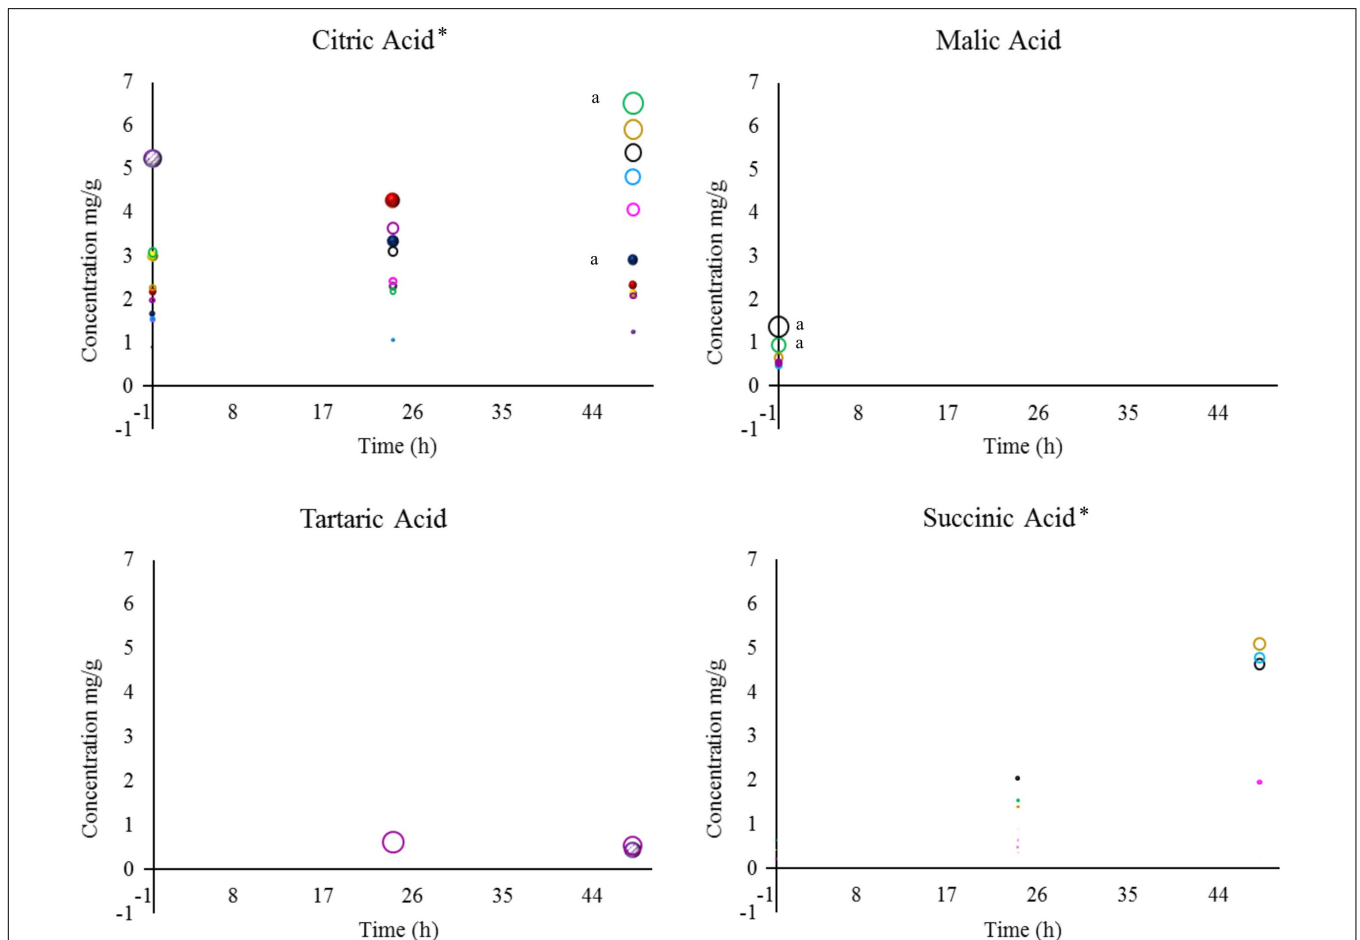 Citric Acid*
Malic Acid
7
6
5
4
3
2
1
0
-1
Concentration mg/g
a
a
-1 8 17 26 35 44
Time (h)
7
6
5
4
3
2
1
0
-1
Concentration mg/g
a
a
-1 8 17 26 35 44
Time (h)
Tartaric Acid
Succinic Acid*
7
6
5
4
3
2
1
0
-1
Concentration mg/g
-1 8 17 26 35 44
Time (h)
7
6
5
4
3
2
1
0
-1
Concentration mg/g
-1 8 17 26 35 44
Time (h)